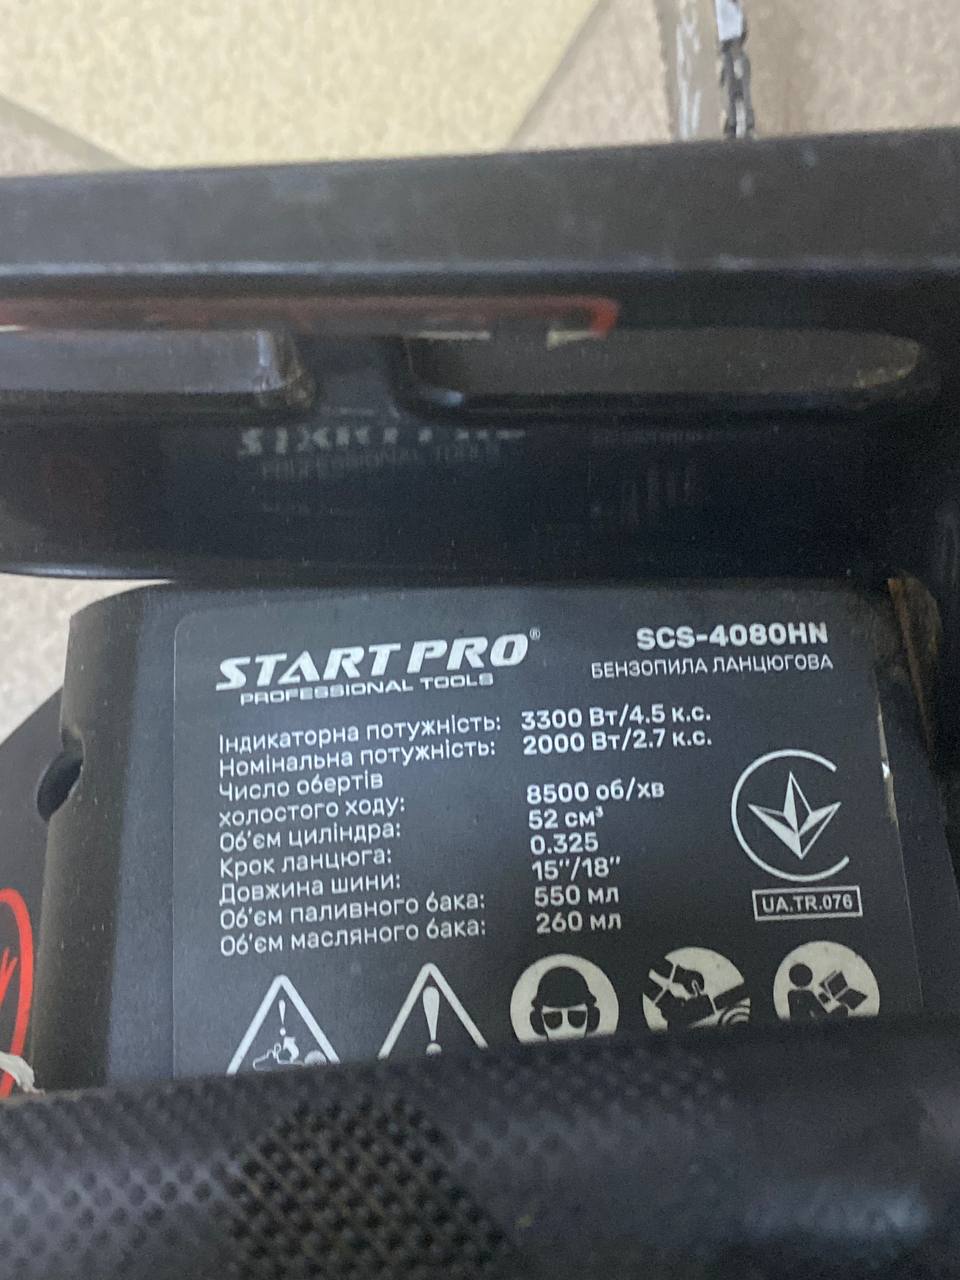 START PRO®
PROFESSIONAL TOOLS
SCS-4080HN
БЕНЗОПИЛА ЛАНЦЮГОВА
Індикаторна потужність: 3300 Вт/4.5 к.с.
Номінальна потужність: 2000 Вт/2.7 к.с.
Число обертів
холостого ходу: 8500 об/хв
Об'єм циліндра: 52 см³
Крок ланцюга: 0.325
Довжина шини: 15"/18"
Об'єм паливного бака: 550 мл
Об'єм масляного бака: 260 мл
UA.TR.076